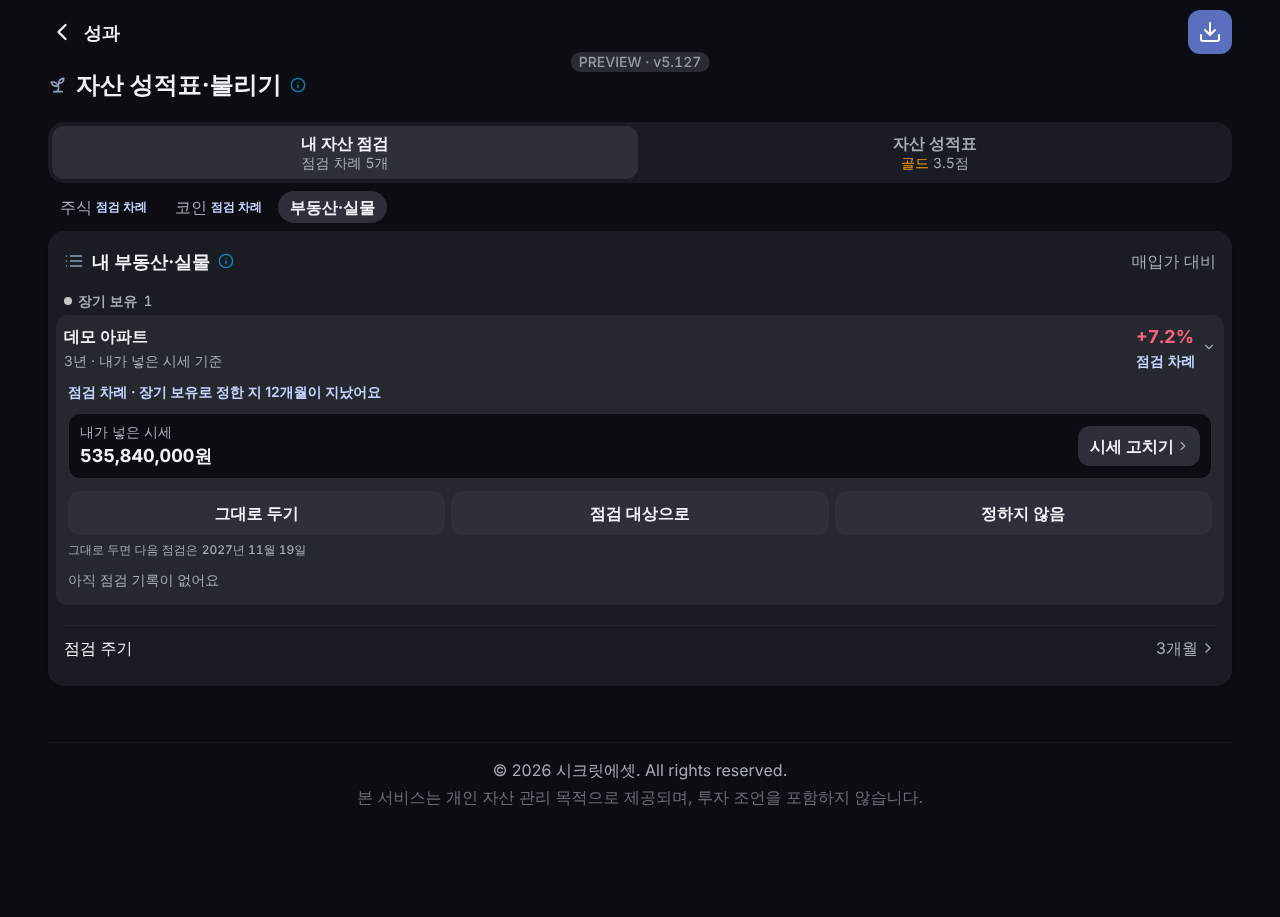 성과
PREVIEW · v5.127
자산 성적표·불리기
내 자산 점검
점검 차례 5개
자산 성적표
골드 3.5점
주식 점검 차례
코인 점검 차례
부동산·실물
내 부동산·실물
매입가 대비
장기 보유 1
데모 아파트
+7.2%
3년 · 내가 넣은 시세 기준
점검 차례
점검 차례 · 장기 보유로 정한 지 12개월이 지났어요
내가 넣은 시세
535,840,000원
시세 고치기
그대로 두기
점검 대상으로
정하지 않음
그대로 두면 다음 점검은 2027년 11월 19일
아직 점검 기록이 없어요
점검 주기
3개월
© 2026 시크릿에셋. All rights reserved.
본 서비스는 개인 자산 관리 목적으로 제공되며, 투자 조언을 포함하지 않습니다.